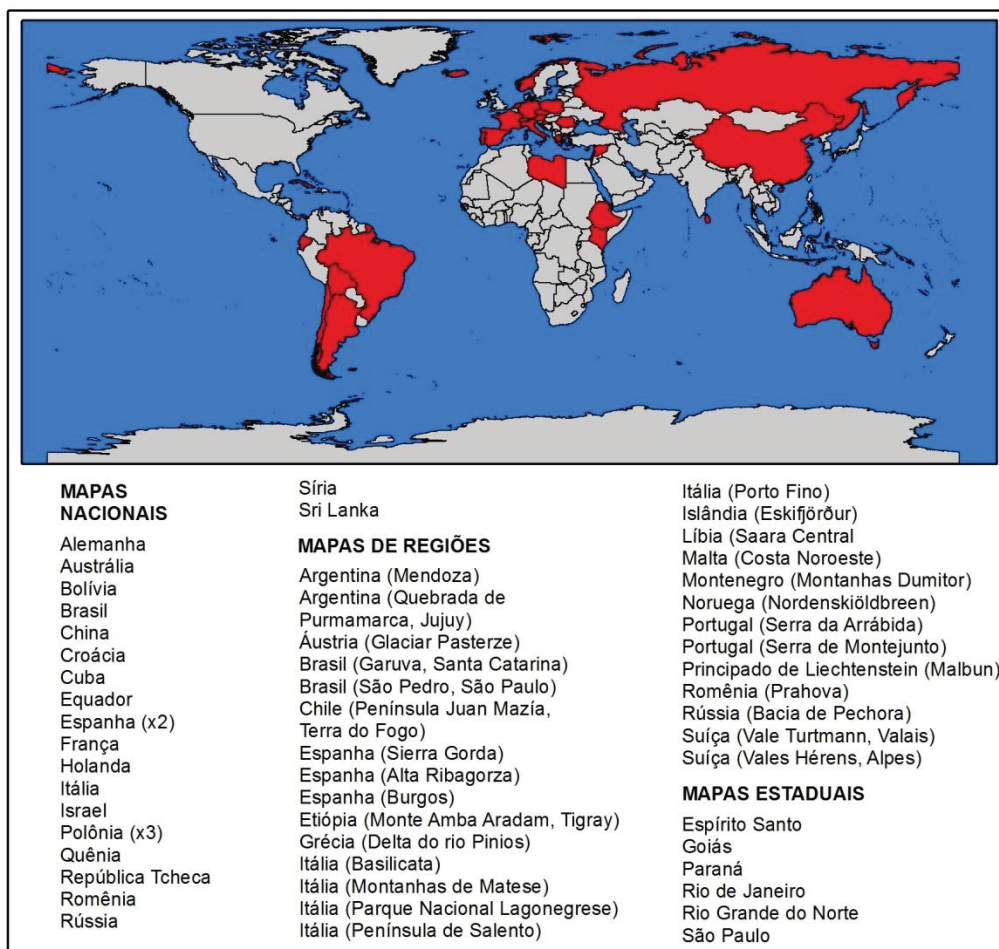 MAPAS
NACIONAIS
Alemanha
Austrália
Bolívia
Brasil
China
Croácia
Cuba
Equador
Espanha (x2)
França
Holanda
Itália
Israel
Polônia (x3)
Quênia
República Tcheca
Romênia
Rússia
Síria
Sri Lanka
MAPAS DE REGIÕES
Argentina (Mendoza)
Argentina (Quebrada de
Purmamarca, Jujuy)
Áustria (Glaciar Pasterze)
Brasil (Garuva, Santa Catarina)
Brasil (São Pedro, São Paulo)
Chile (Península Juan Mazía,
Terra do Fogo)
Espanha (Sierra Gorda)
Espanha (Alta Ribagorza)
Espanha (Burgos)
Etiópia (Monte Amba Aradam, Tigray)
Grécia (Delta do rio Pinios)
Itália (Basilicata)
Itália (Montanhas de Matese)
Itália (Parque Nacional Lagonegrese)
Itália (Península de Salento)
Itália (Porto Fino)
Islândia (Eskifjörður)
Líbia (Saara Central
Malta (Costa Noroeste)
Montenegro (Montanhas Dumitor)
Noruega (Nordenskiöldbreen)
Portugal (Serra da Arrábida)
Portugal (Serra de Montejunto)
Principado de Liechtenstein (Malbun)
Romênia (Prahova)
Rússia (Bacia de Pechora)
Suíça (Vale Turtmann, Valais)
Suíça (Vales Hérens, Alpes)
MAPAS ESTADUAIS
Espírito Santo
Goiás
Paraná
Rio de Janeiro
Rio Grande do Norte
São Paulo